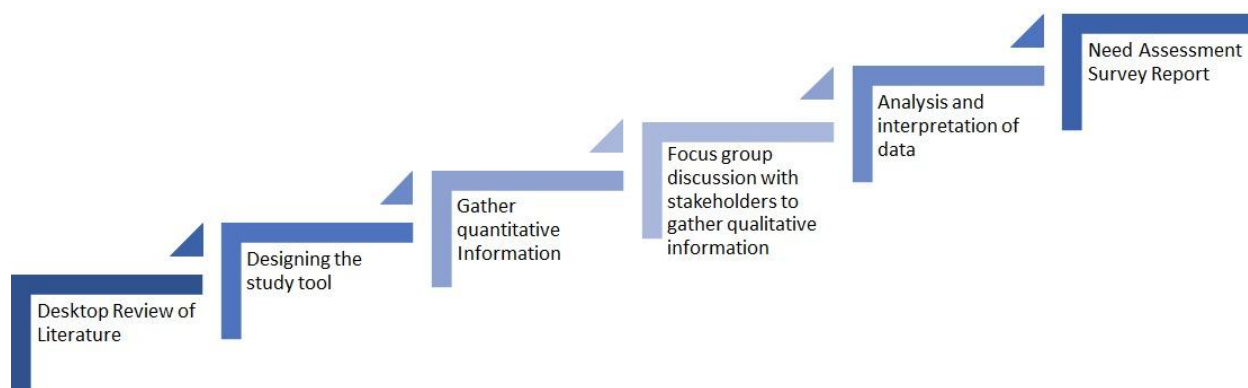 Desktop Review of
Literature
Designing the
study tool
Gather
quantitative
Information
Focus group
discussion with
stakeholders to
gather qualitative
information
Analysis and
interpretation of
data
Need Assessment
Survey Report